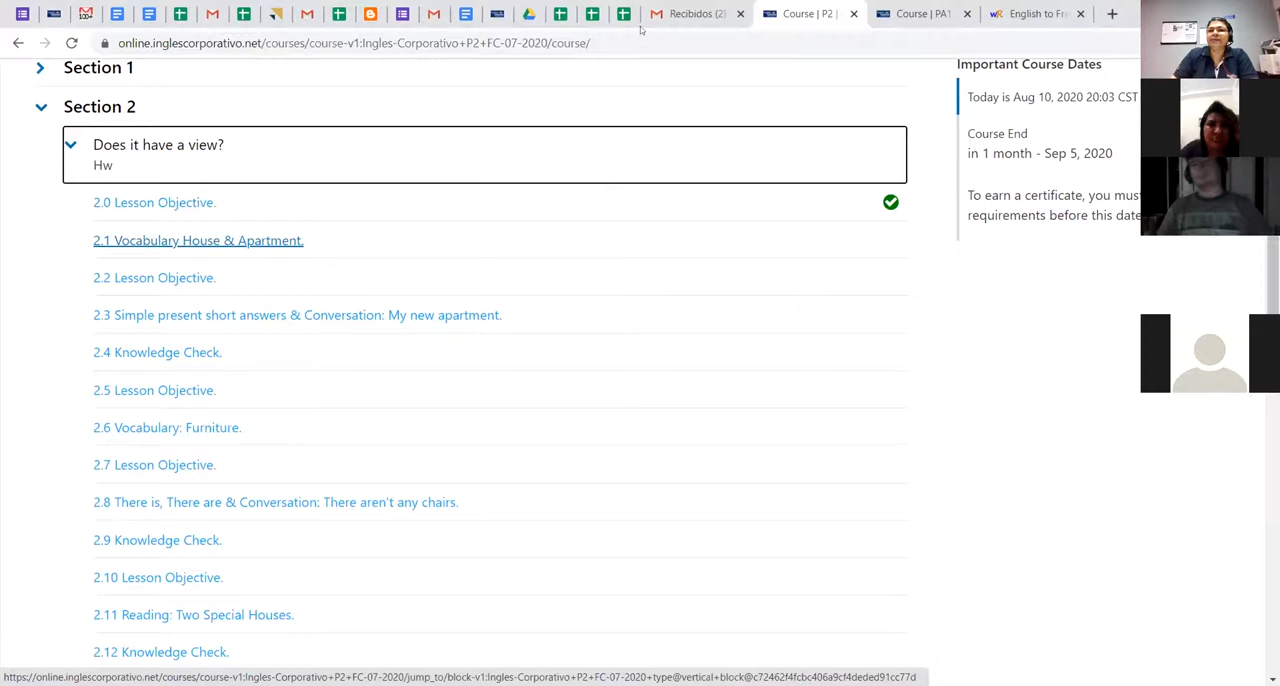 Recibidos (2)
Course | P2 |
Course | PA1
English to Fre
online.inglescorporativo.net/courses/course-v1:Ingles-Corporativo+P2+FC-07-2020/course/
Section 1
Section 2
Does it have a view?
Hw
2.0 Lesson Objective.
2.1 Vocabulary House & Apartment.
2.2 Lesson Objective.
2.3 Simple present short answers & Conversation: My new apartment.
2.4 Knowledge Check.
2.5 Lesson Objective.
2.6 Vocabulary: Furniture.
2.7 Lesson Objective.
2.8 There is, There are & Conversation: There aren't any chairs.
2.9 Knowledge Check.
2.10 Lesson Objective.
2.11 Reading: Two Special Houses.
2.12 Knowledge Check.
Important Course Dates
Today is Aug 10, 2020 20:03 CST
Course End
in 1 month - Sep 5, 2020
To earn a certificate, you must
requirements before this date
https://online.inglescorporativo.net/courses/course-v1:Ingles-Corporativo+P2+FC-07-2020/jump_to/block-v1:Ingles-Corporativo+P2+FC-07-2020+type@vertical+block@c72462f4fcbc406a9cf4deded91cc77d